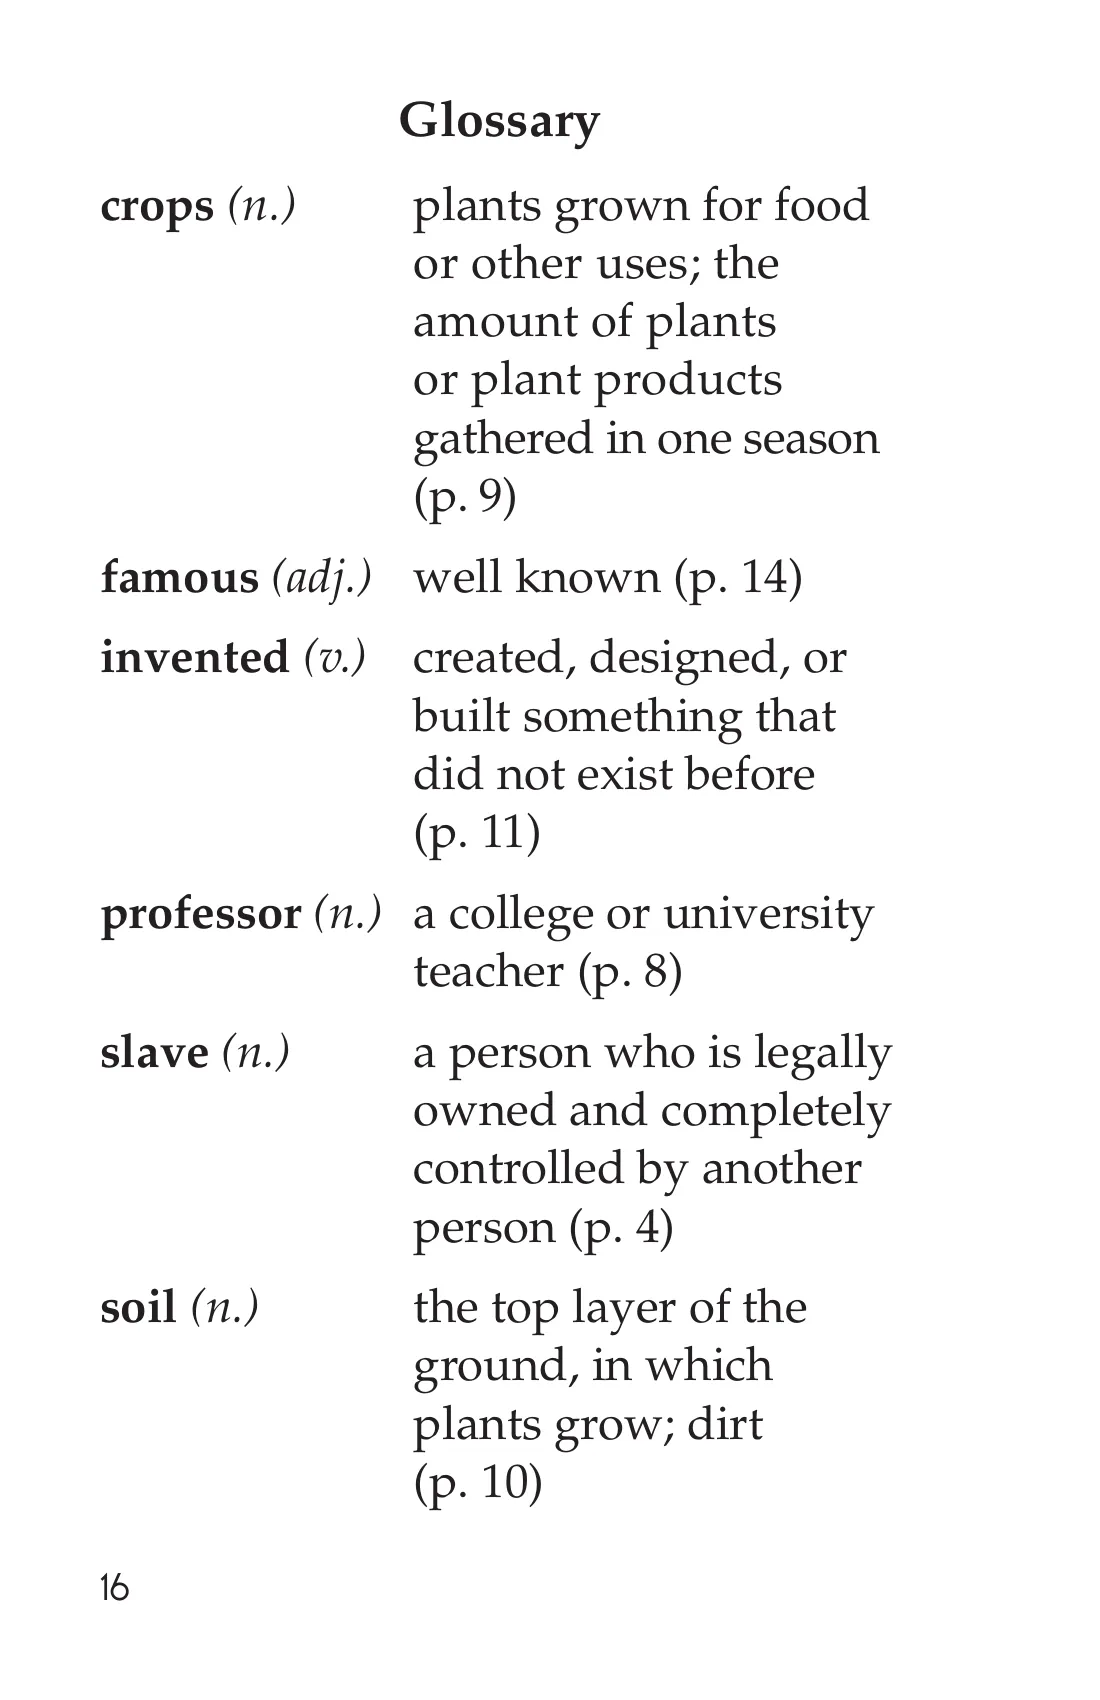 Glossary
crops (n.) plants grown for food
or other uses; the
amount of plants
or plant products
gathered in one season
(p. 9)
famous (adj.) well known (p. 14)
invented (v.) created, designed, or
built something that
did not exist before
(p. 11)
professor (n.) a college or university
teacher (p. 8)
slave (n.) a person who is legally
owned and completely
controlled by another
person (p. 4)
soil (n.) the top layer of the
ground, in which
plants grow; dirt
(p. 10)
16